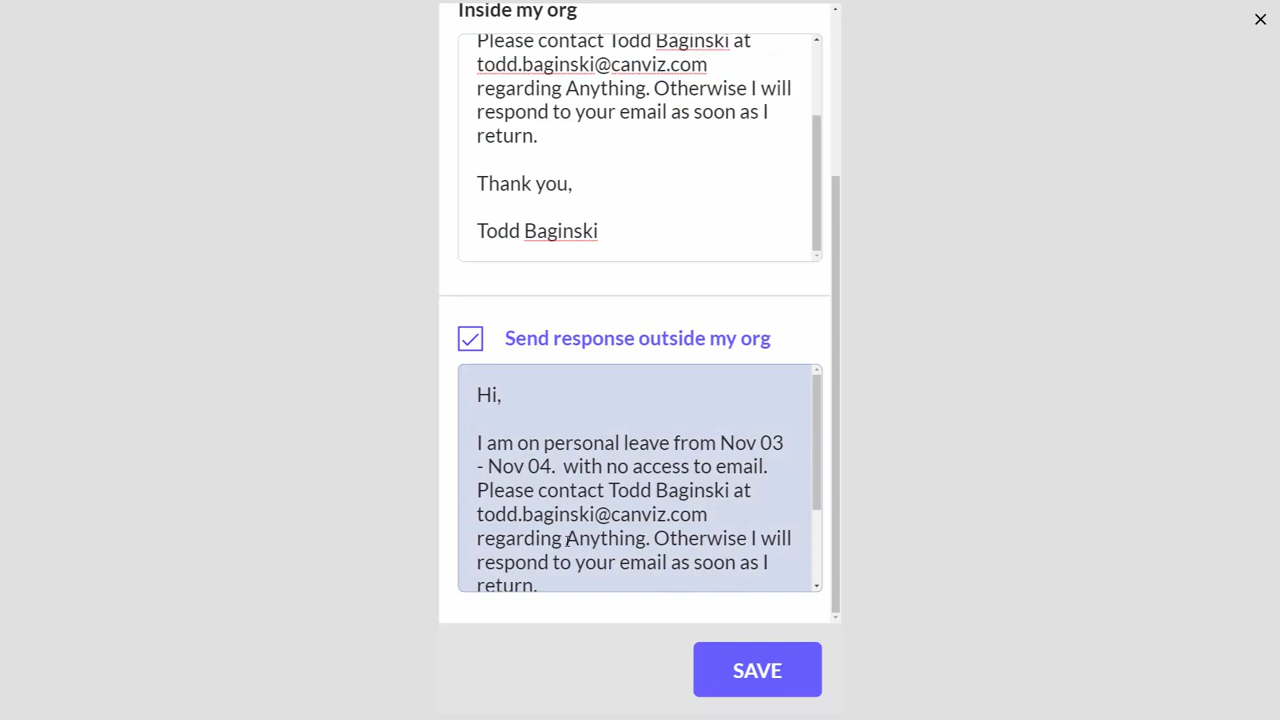 Inside my org
Please contact Todd Baginski at
todd.baginski@canviz.com
regarding Anything. Otherwise I will
respond to your email as soon as I
return.
Thank you,
Todd Baginski
Send response outside my org
Hi,
I am on personal leave from Nov 03
- Nov 04.  with no access to email.
Please contact Todd Baginski at
todd.baginski@canviz.com
regarding Anything. Otherwise I will
respond to your email as soon as I
return.
SAVE